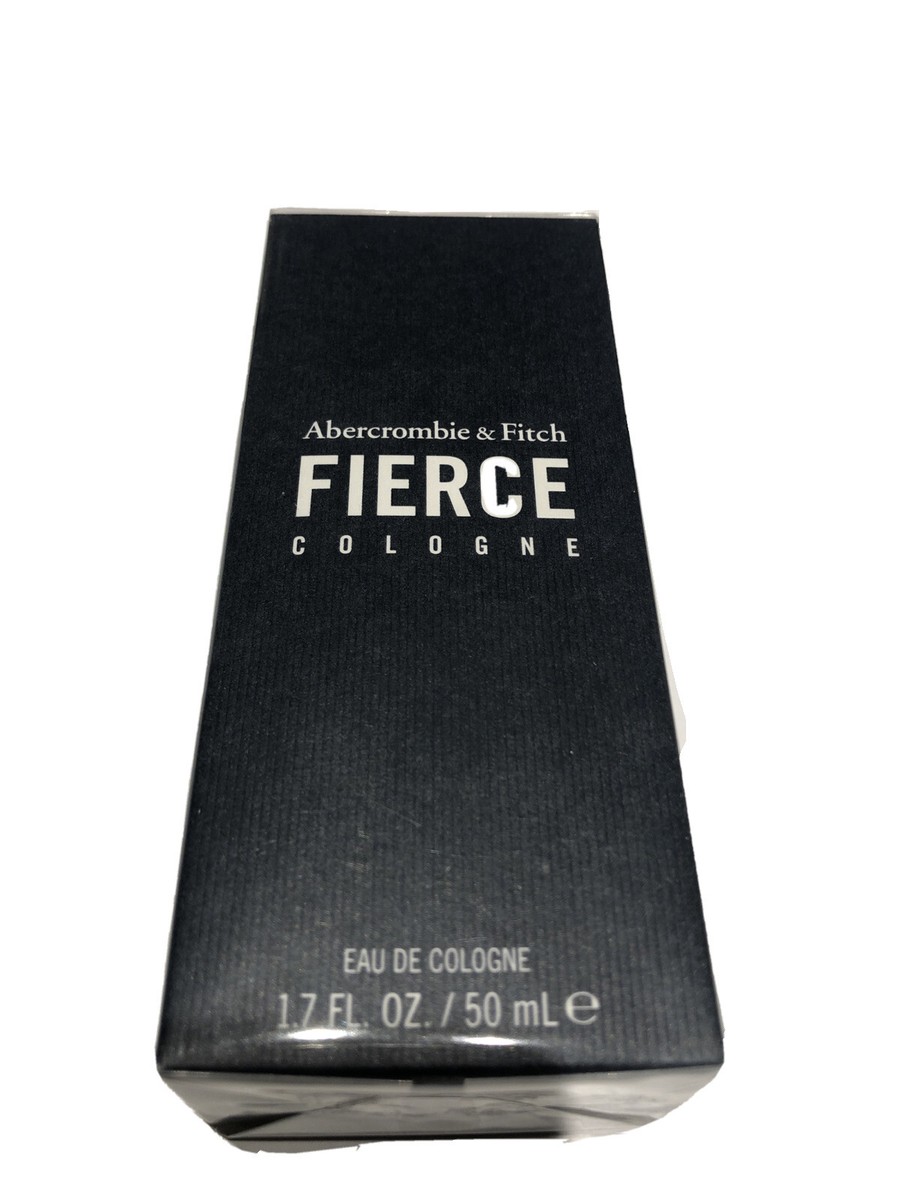 Abercrombie & Fitch
FIERCE
COLOGNE
EAU DE COLOGNE
1.7 FL. OZ. / 50 mL ℮